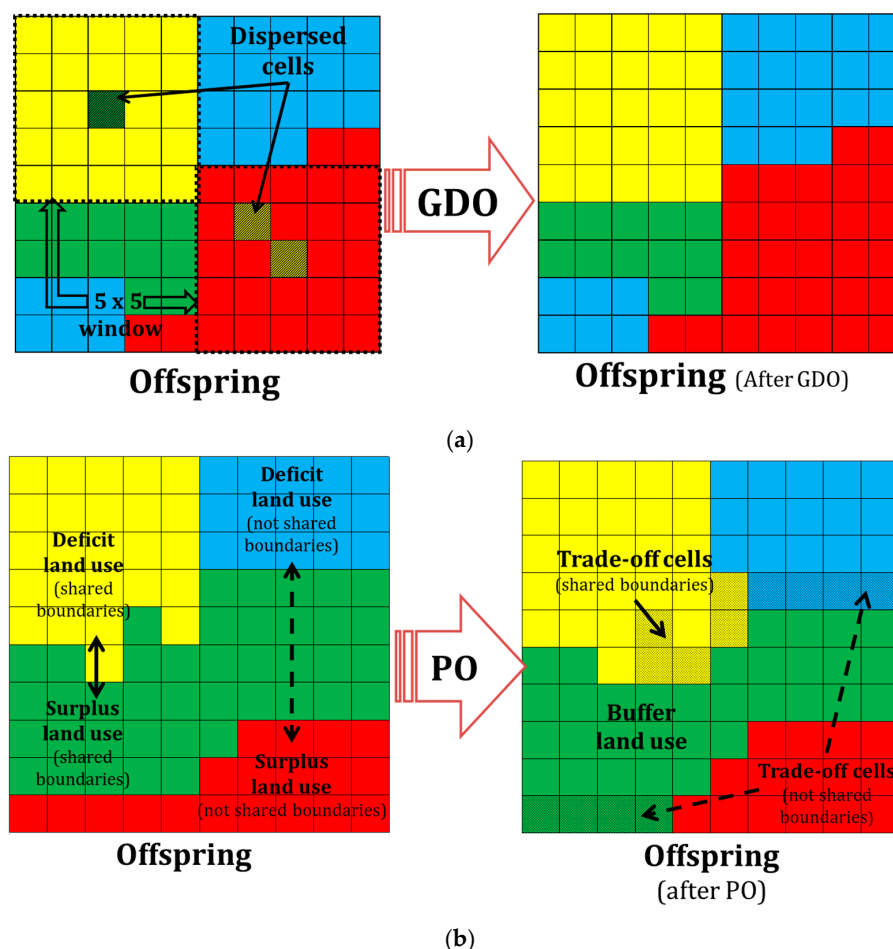 Dispersed
cells
GDO
5 x 5
window
Offspring
Offspring (After GDO)
(a)
Deficit
land use
(shared
boundaries)
Deficit
land use
(not shared
boundaries)
Surplus
land use
(shared
boundaries)
Surplus
land use
(not shared boundaries)
PO
Trade-off cells
(shared boundaries)
Buffer
land use
Trade-off cells
(not shared
boundaries)
Offspring
Offspring
(after PO)
(b)